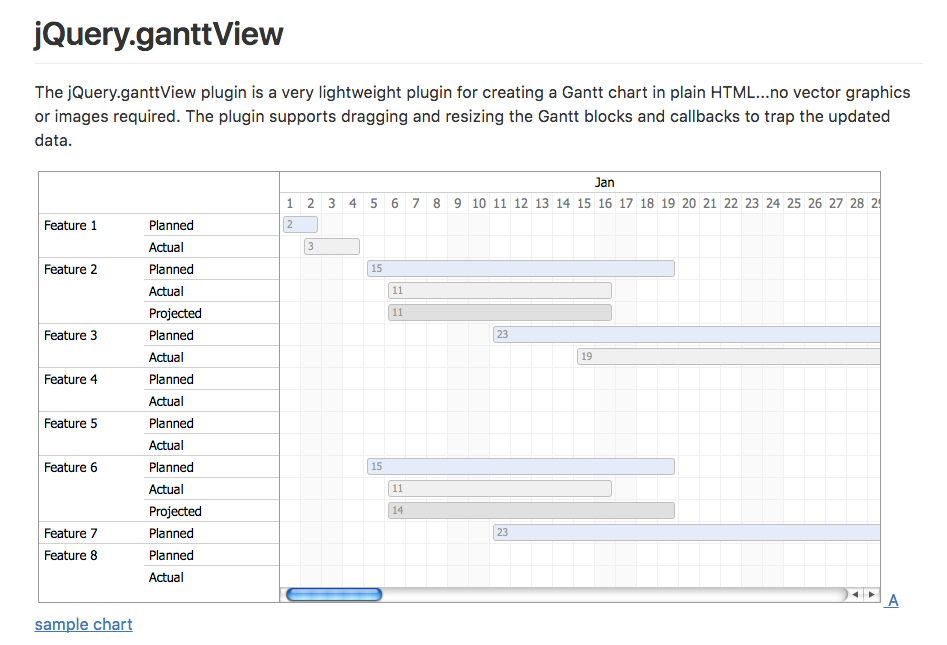 jQuery.ganttView
The jQuery.ganttView plugin is a very lightweight plugin for creating a Gantt chart in plain HTML...no vector graphics
or images required. The plugin supports dragging and resizing the Gantt blocks and callbacks to trap the updated
data.
Jan
1 2 3 4 5 6 7 8 9 10 11 12 13 14 15 16 17 18 19 20 21 22 23 24 25 26 27 28 29
Feature 1 Planned 2
Actual 3
Feature 2 Planned 15
Actual 11
Projected 11
Feature 3 Planned 23
Actual 19
Feature 4 Planned
Actual
Feature 5 Planned
Actual
Feature 6 Planned 15
Actual 11
Projected 14
Feature 7 Planned 23
Feature 8 Planned
Actual
A
sample chart